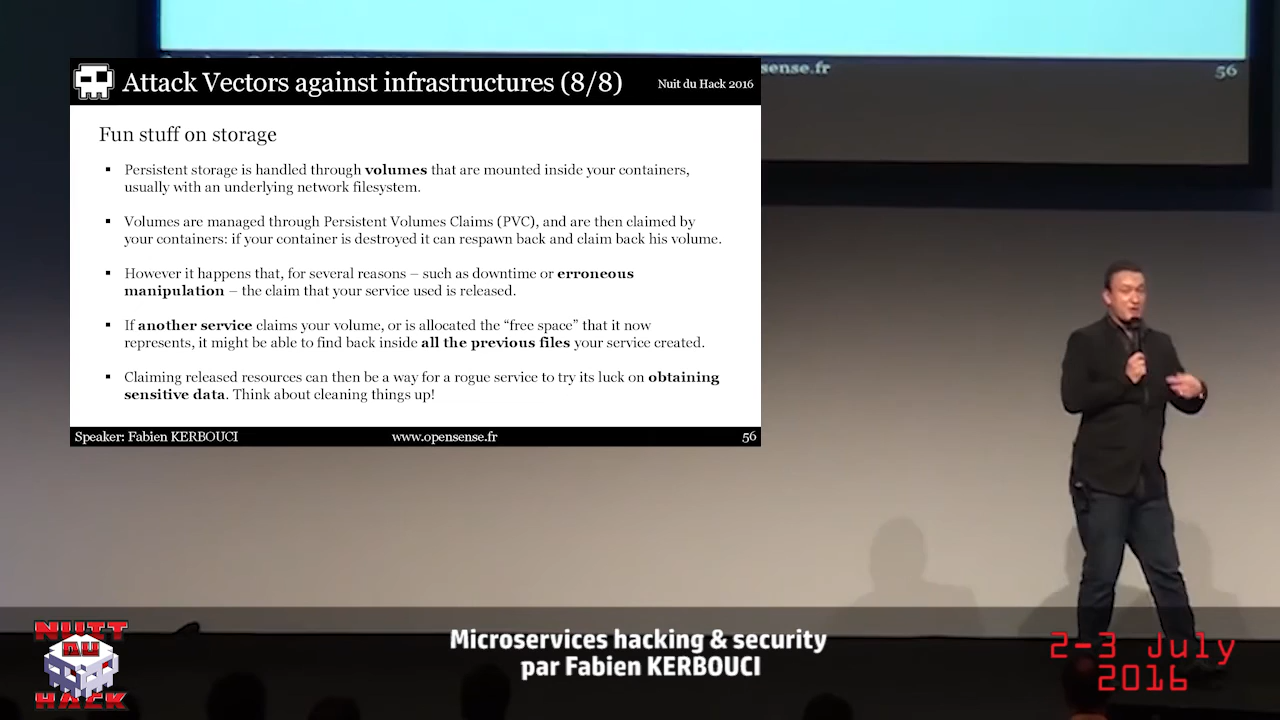 sense.fr
56
Attack Vectors against infrastructures (8/8)
Nuit du Hack 2016
Fun stuff on storage
▪ Persistent storage is handled through volumes that are mounted inside your containers,
usually with an underlying network filesystem.
▪ Volumes are managed through Persistent Volumes Claims (PVC), and are then claimed by
your containers: if your container is destroyed it can respawn back and claim back his volume.
▪ However it happens that, for several reasons – such as downtime or erroneous
manipulation – the claim that your service used is released.
▪ If another service claims your volume, or is allocated the “free space” that it now
represents, it might be able to find back inside all the previous files your service created.
▪ Claiming released resources can then be a way for a rogue service to try its luck on obtaining
sensitive data. Think about cleaning things up!
Speaker: Fabien KERBOUCI
www.opensense.fr
56
NUIT
DU
HACK
Microservices hacking & security
par Fabien KERBOUCI
2-3 July
2016